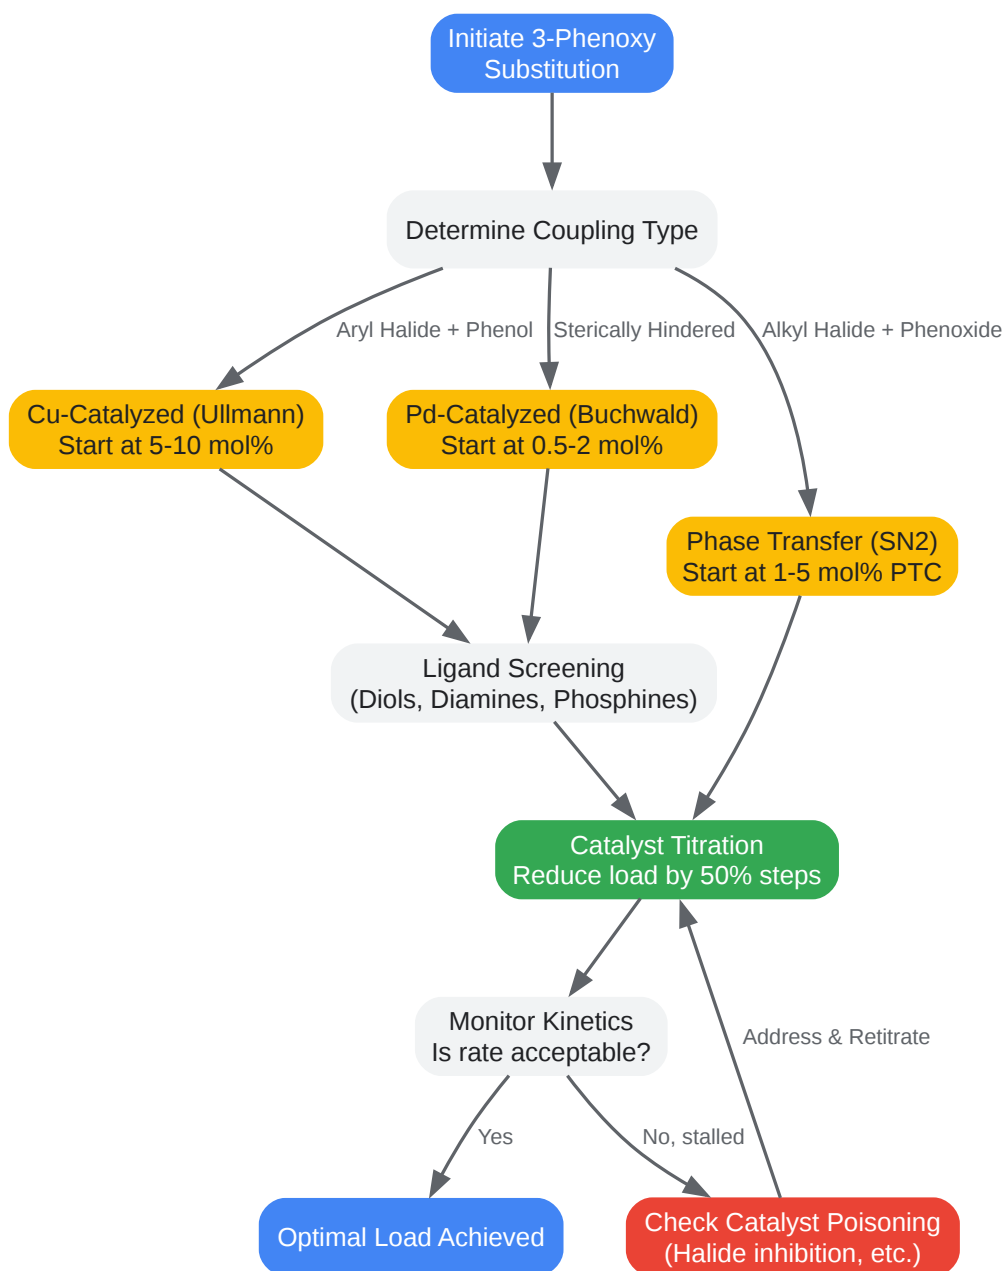 Initiate 3-Phenoxy
Substitution
Determine Coupling Type
Aryl Halide + Phenol
Sterically Hindered
Alkyl Halide + Phenoxide
Cu-Catalyzed (Ullmann)
Start at 5-10 mol%
Pd-Catalyzed (Buchwald)
Start at 0.5-2 mol%
Phase Transfer (SN2)
Start at 1-5 mol% PTC
Ligand Screening
(Diols, Diamines, Phosphines)
Catalyst Titration
Reduce load by 50% steps
Monitor Kinetics
Is rate acceptable?
Address & Retitrate
Yes
No, stalled
Optimal Load Achieved
Check Catalyst Poisoning
(Halide inhibition, etc.)